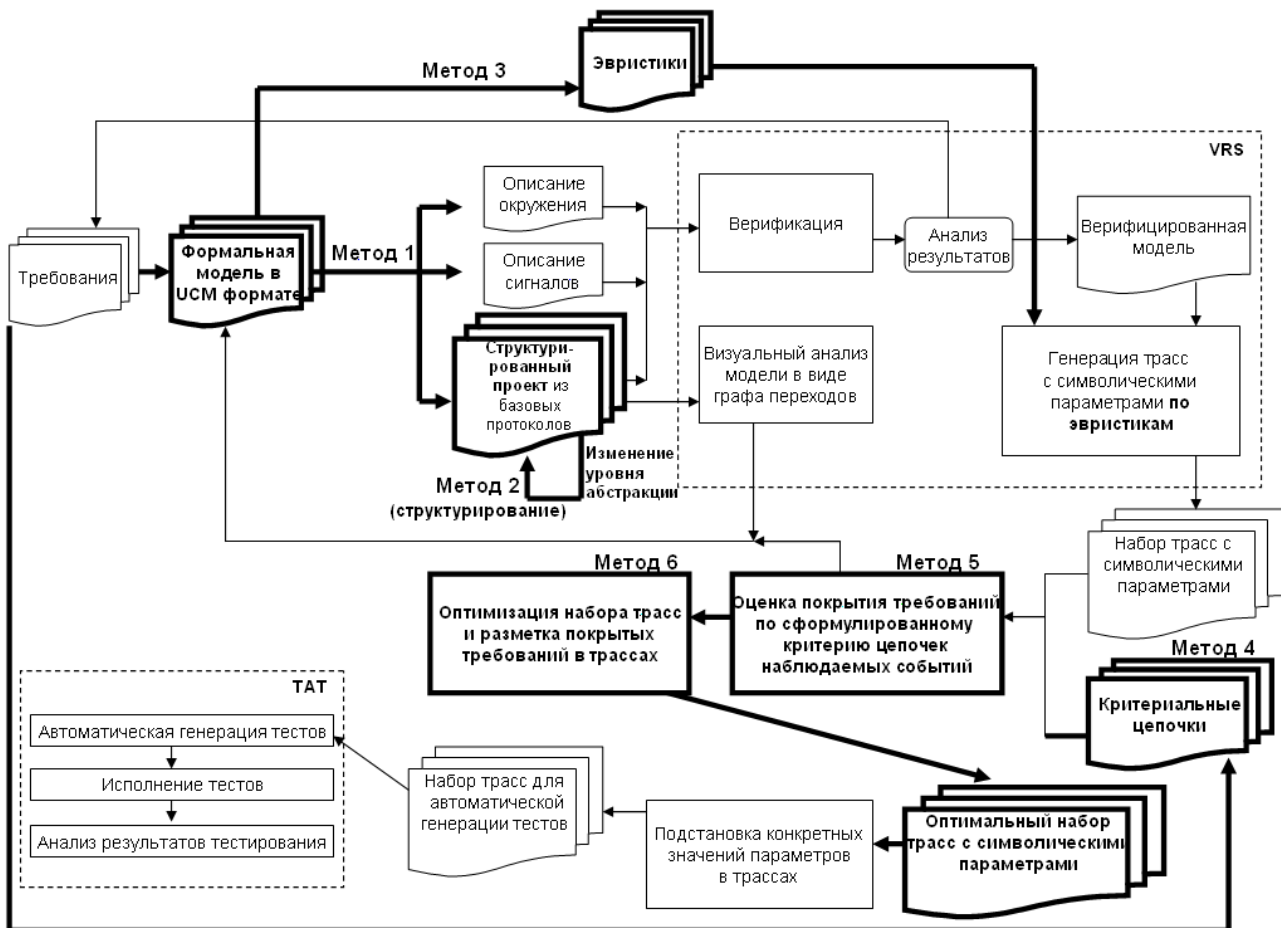 Эвристики
Метод 3
VRS
Описание
окружения
Верификация
Анализ
результатов
Верифицированная
модель
Требования
Формальная
модель в
UCM формате
Метод 1
Описание
сигналов
Структури-
рованный
проект из
базовых
протоколов
Визуальный анализ
модели в виде
графа переходов
Генерация трасс
с символическими
параметрами по
эвристикам
Изменение
уровня
абстракции
Метод 2
(структурирование)
Набор трасс с
символическими
параметрами
Метод 6
Оптимизация набора трасс
и разметка покрытых
требований в трассах
Метод 5
Оценка покрытия требований
по сформулированному
критерию цепочек
наблюдаемых событий
Метод 4
Критериальные
цепочки
TAT
Автоматическая генерация тестов
Исполнение тестов
Анализ результатов тестирования
Набор трасс для
автоматической
генерации тестов
Подстановка конкретных
значений параметров
в трассах
Оптимальный набор
трасс с символическими
параметрами